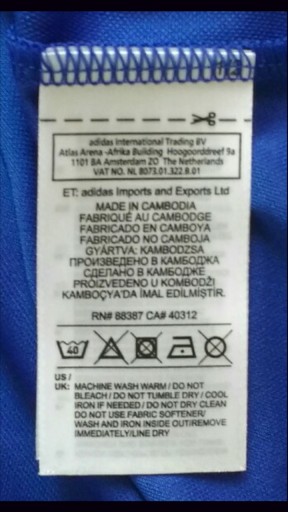 adidas International Trading BV
Atlas Arena -Afrika Building Hoogoorddreef 9a
1101 BA Amsterdam ZO The Netherlands
VAT NO. NL 8073.01.322.B.01
ET: adidas Imports and Exports Ltd
MADE IN CAMBODIA
FABRIQUÉ AU CAMBODGE
FABRICADO EN CAMBOYA
FABRICADO NO CAMBOJA
GYÁRTVA: KAMBODZSA
ПРОИЗВЕДЕНО В КАМБОДЖА
СДЕЛАНО В КАМБОДЖЕ
PROIZVEDENO U KOMBODŽI
KAMBOÇYA'DA İMAL EDİLMİŞTİR.
RN# 88387 CA# 40312
40
US /
UK: MACHINE WASH WARM / DO NOT
BLEACH / DO NOT TUMBLE DRY / COOL
IRON IF NEEDED / DO NOT DRY CLEAN
DO NOT USE FABRIC SOFTENER/
WASH AND IRON INSIDE OUT/REMOVE
IMMEDIATELY/LINE DRY